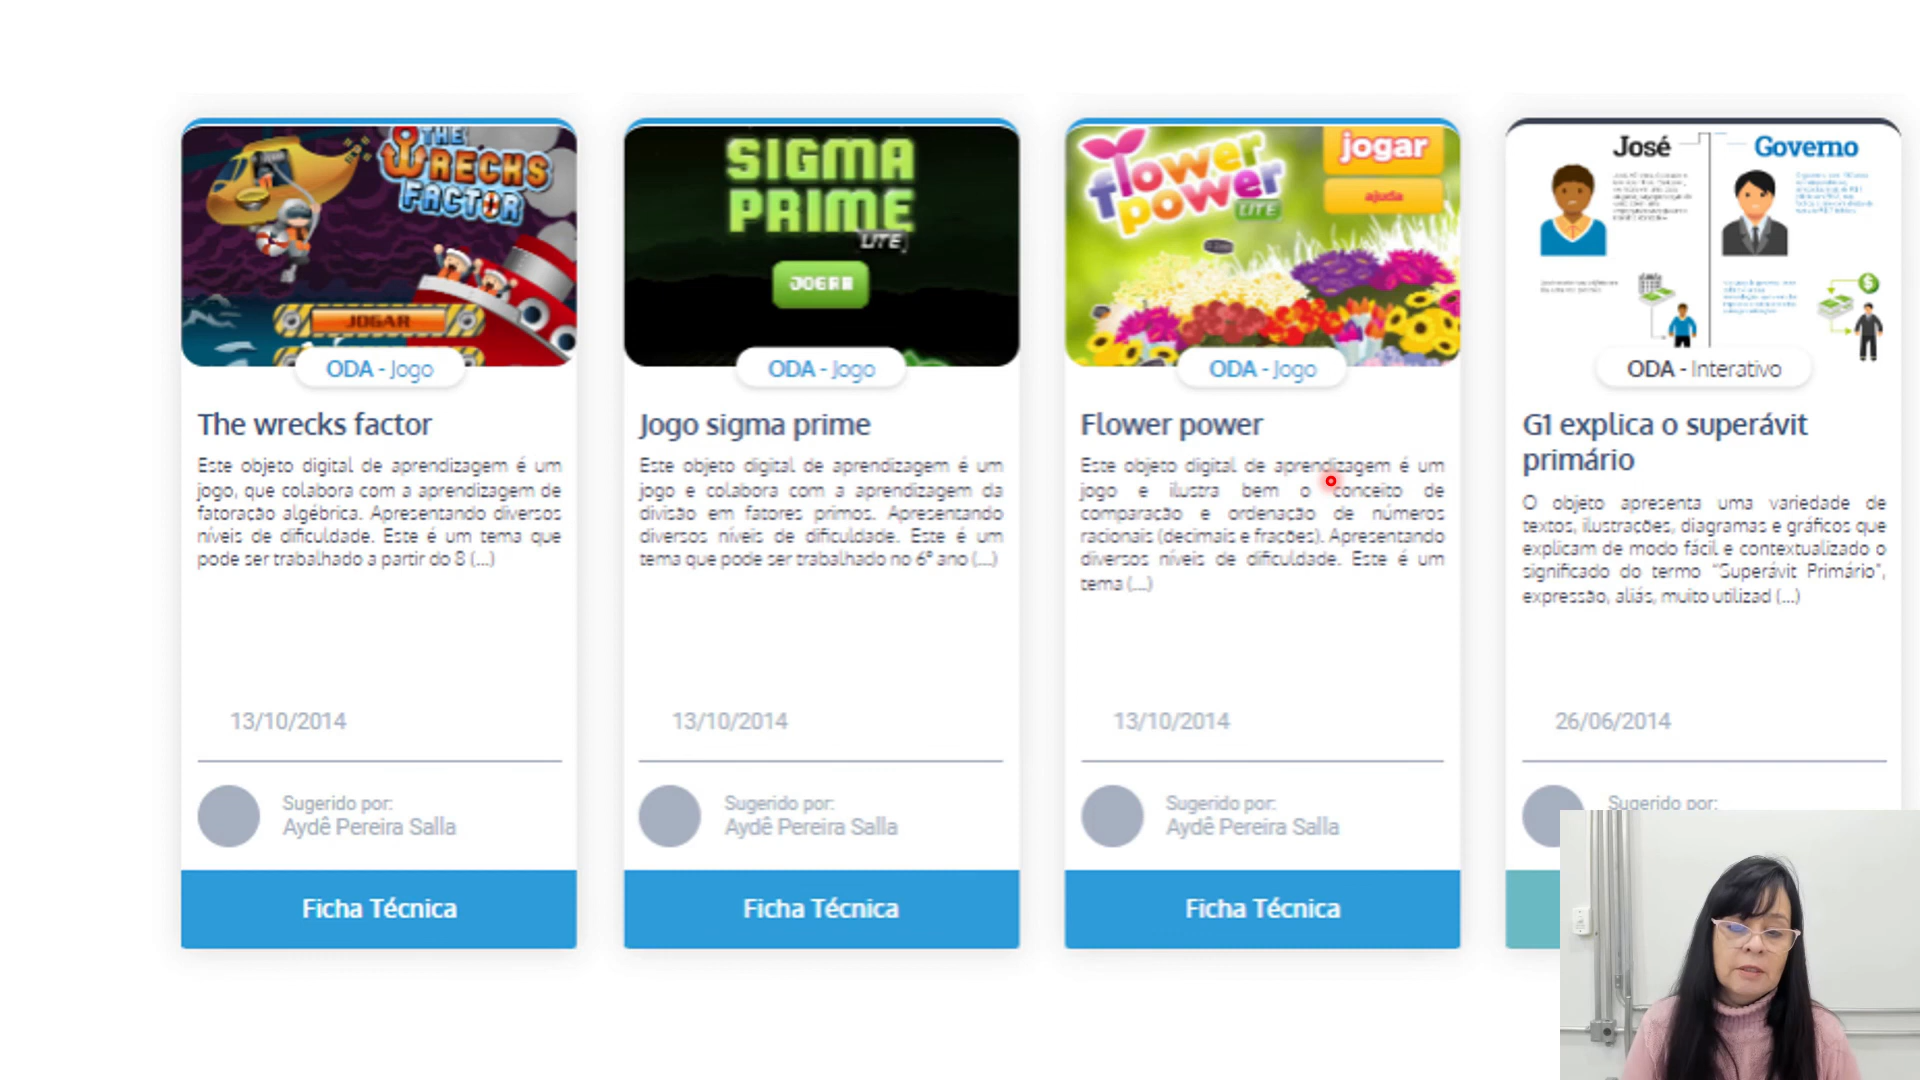 THE
WRECKS
FACTOR
JOGAR
ODA - Jogo
The wrecks factor
Este objeto digital de aprendizagem é um
jogo, que colabora com a aprendizagem de
fatoração algébrica. Apresentando diversos
níveis de dificuldade. Este é um tema que
pode ser trabalhado a partir do 8 (...)
13/10/2014
Sugerido por:
Aydê Pereira Salla
Ficha Técnica
SIGMA
PRIME
LITE
JOGAR
ODA - Jogo
Jogo sigma prime
Este objeto digital de aprendizagem é um
jogo e colabora com a aprendizagem da
divisão em fatores primos. Apresentando
diversos níveis de dificuldade. Este é um
tema que pode ser trabalhado no 6º ano (...)
13/10/2014
Sugerido por:
Aydê Pereira Salla
Ficha Técnica
flower
power
LITE
jogar
ajuda
ODA - Jogo
Flower power
Este objeto digital de aprendizagem é um
jogo e ilustra bem o conceito de
comparação e ordenação de números
racionais (decimais e frações). Apresentando
diversos níveis de dificuldade. Este é um
tema (...)
13/10/2014
Sugerido por:
Aydê Pereira Salla
Ficha Técnica
José
Governo
ODA - Interativo
G1 explica o superávit
primário
O objeto apresenta uma variedade de
textos, ilustrações, diagramas e gráficos que
explicam de modo fácil e contextualizado o
significado do termo “Superávit Primário”,
expressão, aliás, muito utilizad (...)
26/06/2014
Sugerido por: